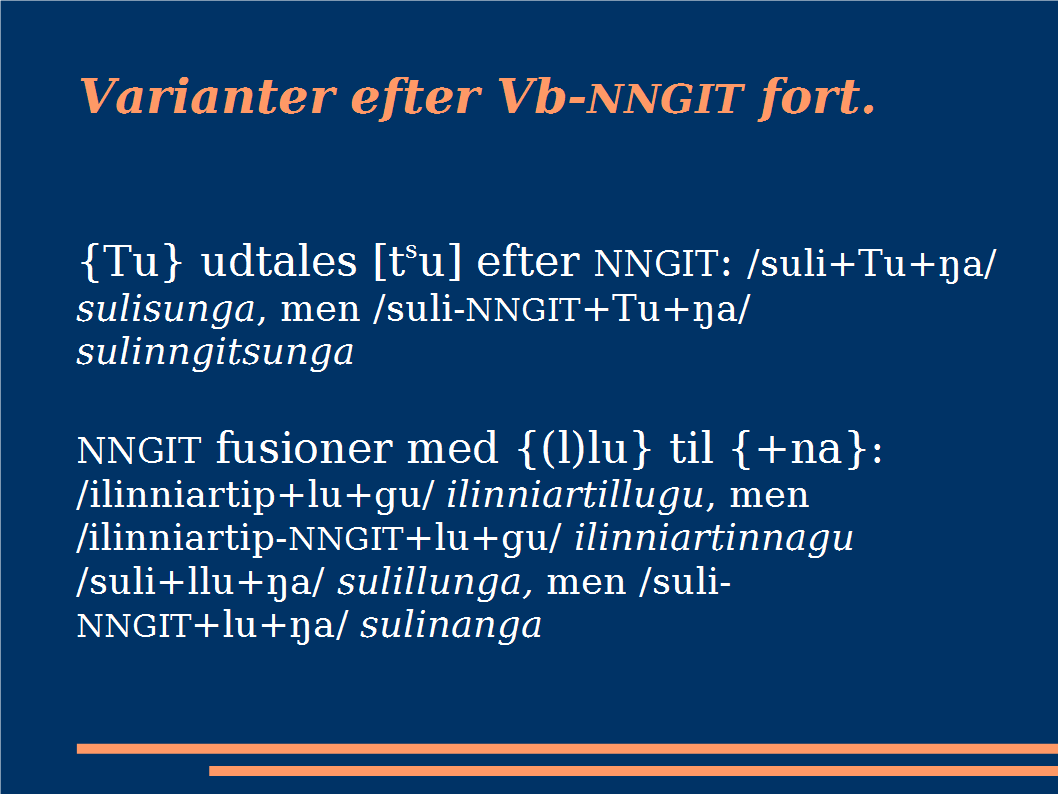 Varianter efter Vb-NNGIT fort.
{Tu} udtales [tˢu] efter NNGIT: /suli+Tu+ŋa/
sulisunga, men /suli-NNGIT+Tu+ŋa/
sulinngitsunga
NNGIT fusioner med {(l)lu} til {+na}:
/ilinniartip+lu+gu/ ilinniartillugu, men
/ilinniartip-NNGIT+lu+gu/ ilinniartinnagu
/suli+llu+ŋa/ sulillunga, men /suli-
NNGIT+lu+ŋa/ sulinanga